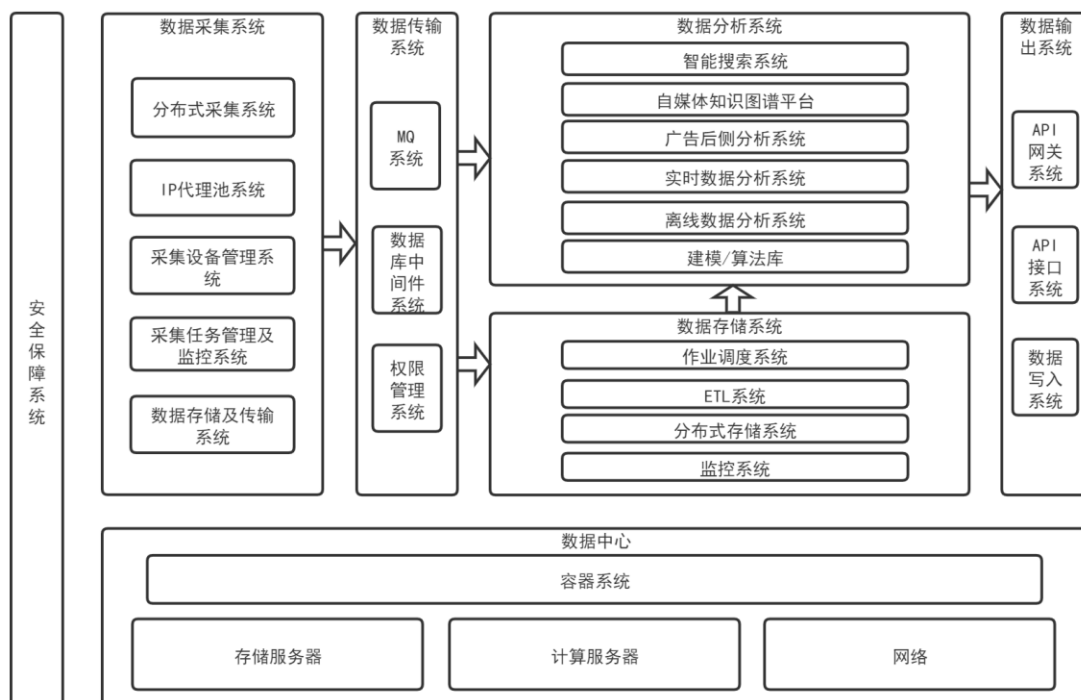 安
全
保
障
系
统
数据采集系统
分布式采集系统
IP代理池系统
采集设备管理系
统
采集任务管理及
监控系统
数据存储及传输
系统
数据传输
系统
MQ
系统
数据
库中
间件
系统
权限
管理
系统
数据分析系统
智能搜索系统
自媒体知识图谱平台
广告后侧分析系统
实时数据分析系统
离线数据分析系统
建模/算法库
数据存储系统
作业调度系统
ETL系统
分布式存储系统
监控系统
数据输
出系统
API
网关
系统
API
接口
系统
数据
写入
系统
数据中心
容器系统
存储服务器
计算服务器
网络